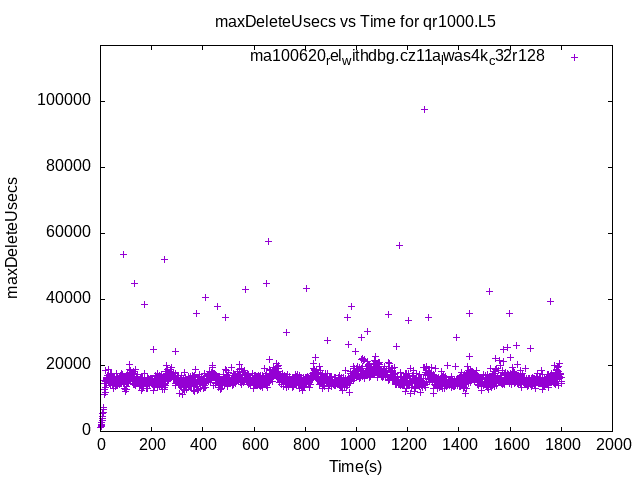 maxDeleteUsecs vs Time for qr1000.L5
ma100620relwithdbg.cz11alwas4kc32r128
100000
80000
60000
40000
20000
0
maxDeleteUsecs
0 200 400 600 800 1000 1200 1400 1600 1800 2000
Time(s)